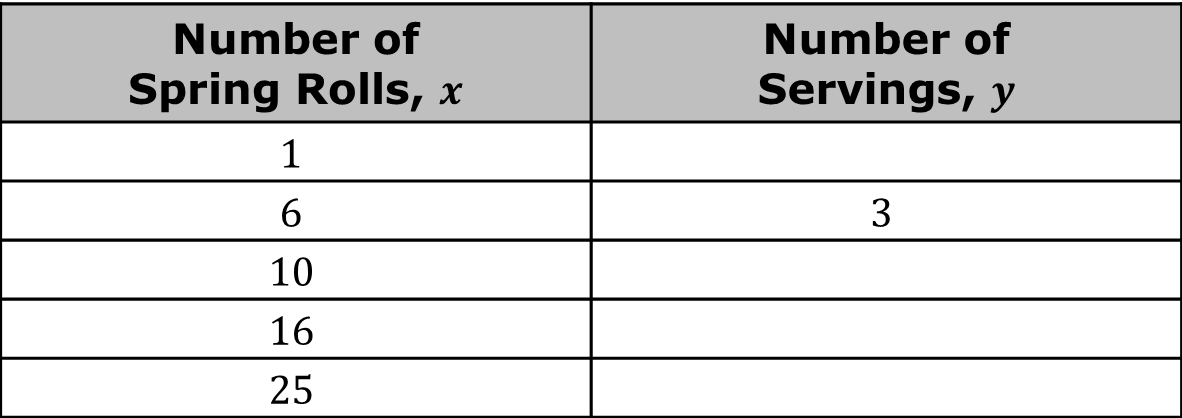 Number of
Spring Rolls, x
Number of
Servings, y
1
6 3
10
16
25